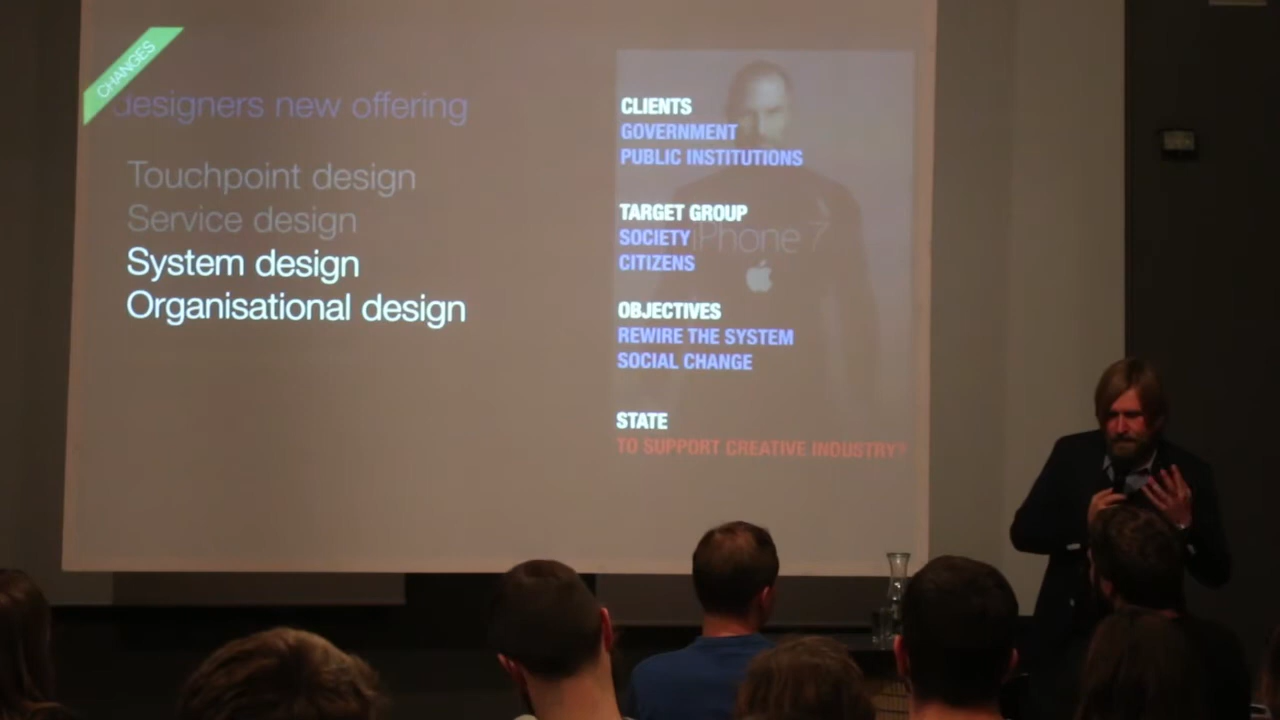 CHANGES
designers new offering
Touchpoint design
Service design
System design
Organisational design
CLIENTS
GOVERNMENT
PUBLIC INSTITUTIONS
TARGET GROUP
SOCIETY
iPhone 7
CITIZENS
OBJECTIVES
REWIRE THE SYSTEM
SOCIAL CHANGE
STATE
TO SUPPORT CREATIVE INDUSTRY*